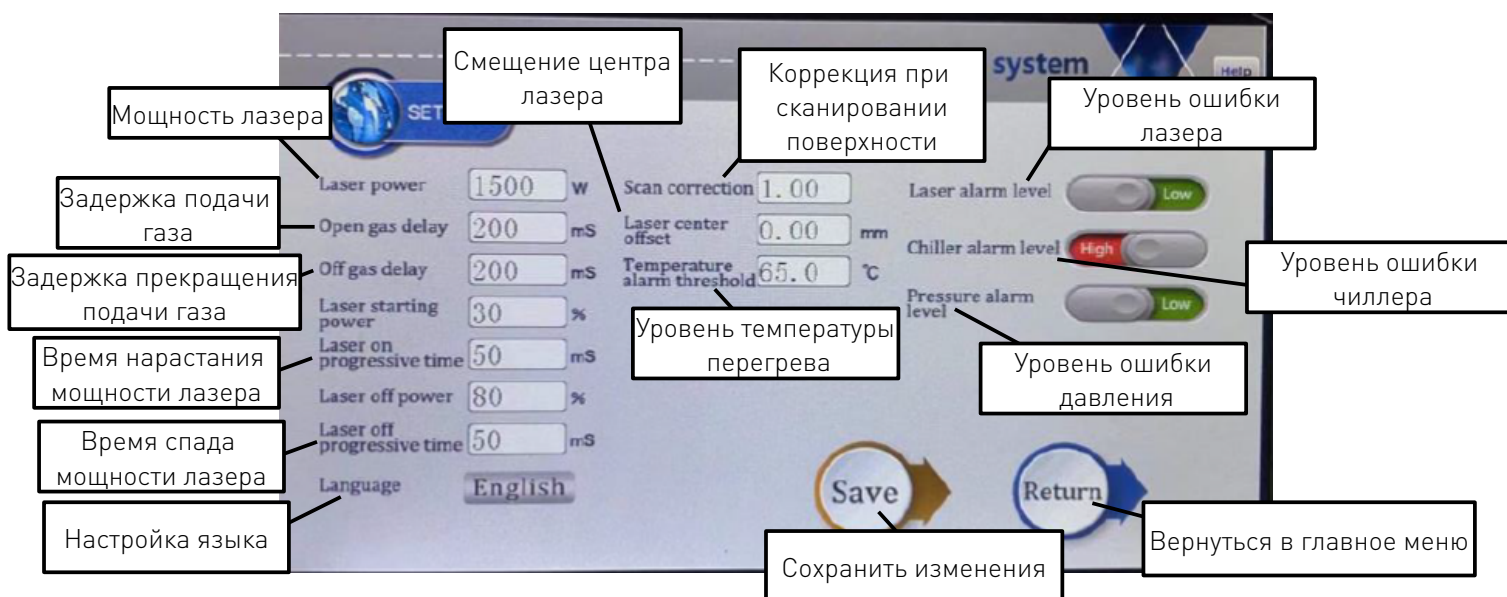 system
Help
SET
Смещение центра
лазера
Коррекция при
сканировании
поверхности
Уровень ошибки
лазера
Мощность лазера
Задержка подачи
газа
Задержка прекращения
подачи газа
Время нарастания
мощности лазера
Время спада
мощности лазера
Настройка языка
Laser power 1500 W
Open gas delay 200 mS
Off gas delay 200 mS
Laser starting
power 30 %
Laser on
progressive time 50 mS
Laser off power 80 %
Laser off
progressive time 50 mS
Language English
Scan correction 1.00
Laser center
offset 0.00 mm
Temperature
alarm threshold 65.0 ℃
Уровень температуры
перегрева
Laser alarm level Low
Chiller alarm level High
Pressure alarm
level Low
Уровень ошибки
чиллера
Уровень ошибки
давления
Save
Return
Сохранить изменения
Вернуться в главное меню